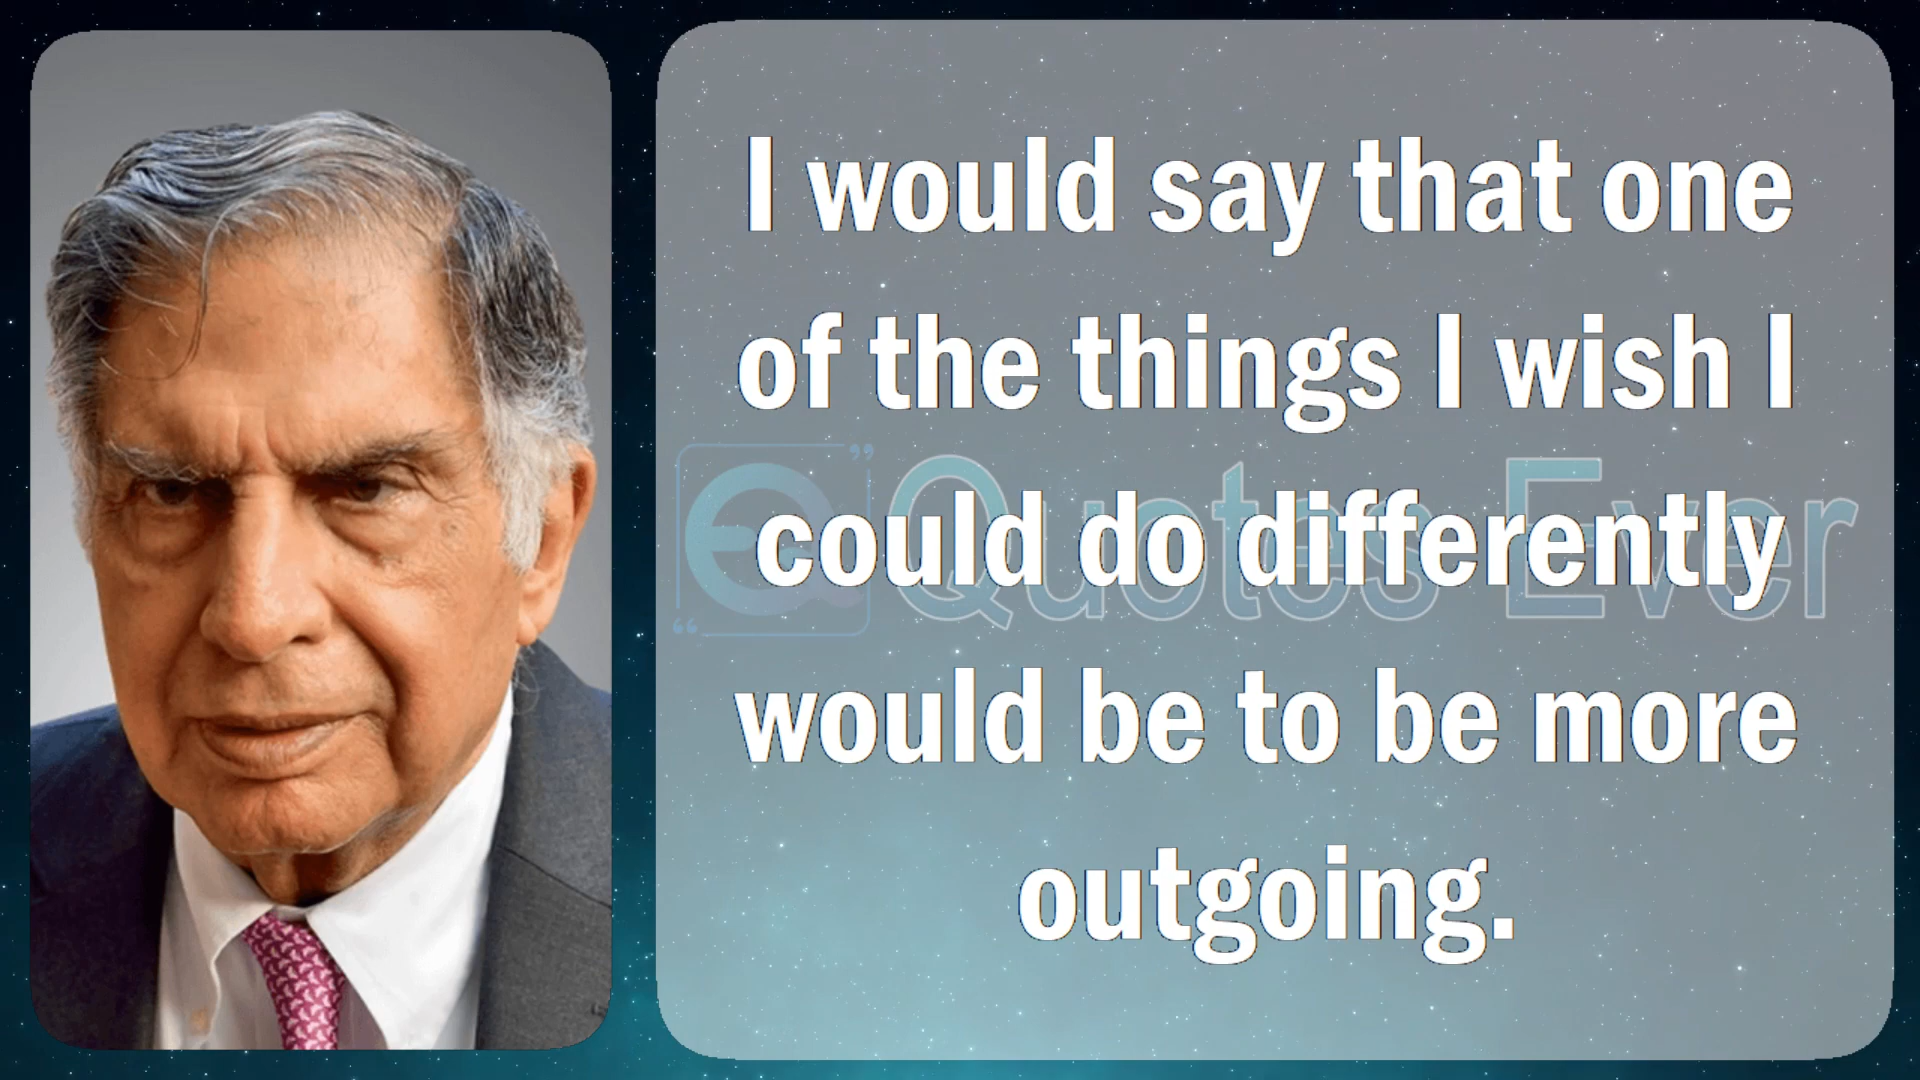 I would say that one
of the things I wish I
could do differently
would be to be more
outgoing.
eQ Quotes Ever